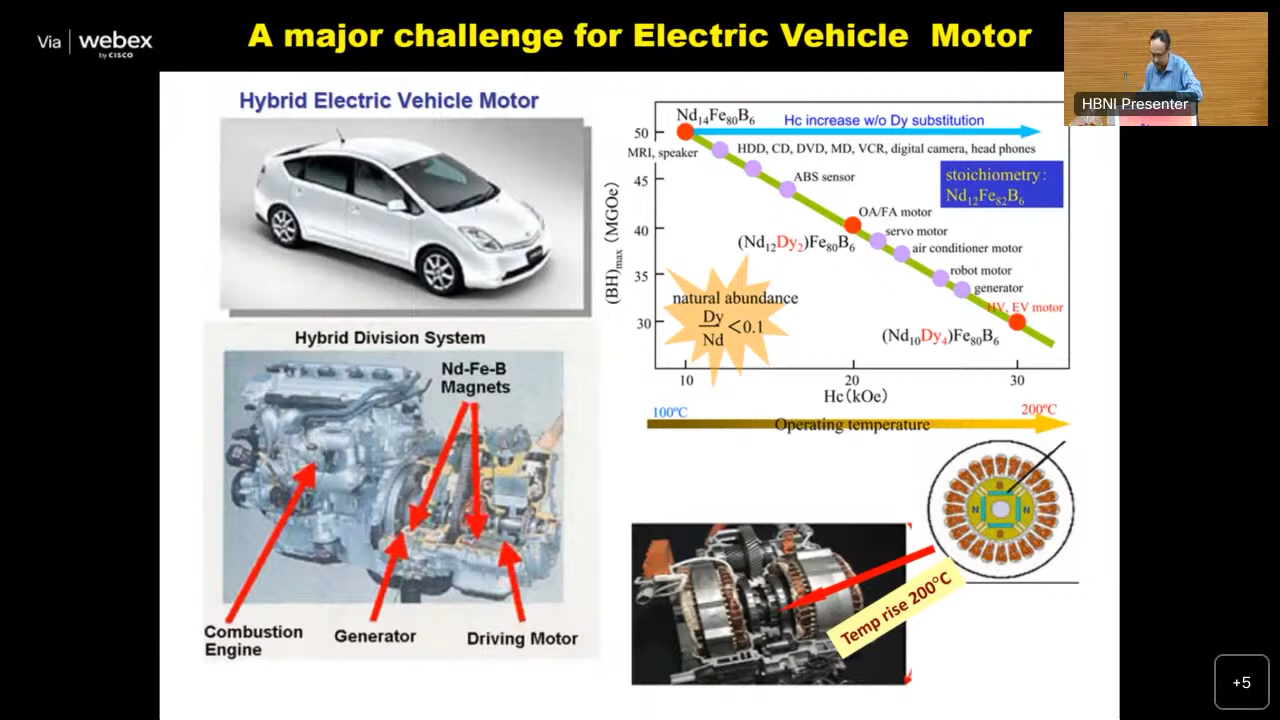 Via webex
by CISCO
A major challenge for Electric Vehicle Motor
HBNI Presenter
Hybrid Electric Vehicle Motor
Hybrid Division System
Nd-Fe-B
Magnets
Combustion
Engine
Generator
Driving Motor
Nd₁₄Fe₈₀B₆
Hc increase w/o Dy substitution
MRI, speaker
HDD, CD, DVD, MD, VCR, digital camera, head phones
ABS sensor
stoichiometry:
Nd₁₂Fe₈₂B₆
OA/FA motor
servo motor
(Nd₁₂Dy₂)Fe₈₀B₆
air conditioner motor
robot motor
generator
HV, EV motor
(Nd₁₀Dy₄)Fe₈₀B₆
natural abundance
Dy
Nd
<0.1
(BH)max (MGOe)
50
45
40
35
30
10
20
30
Hc(kOe)
100ºC
200ºC
Operating temperature
S
N
N
S
Temp rise 200°C
+5